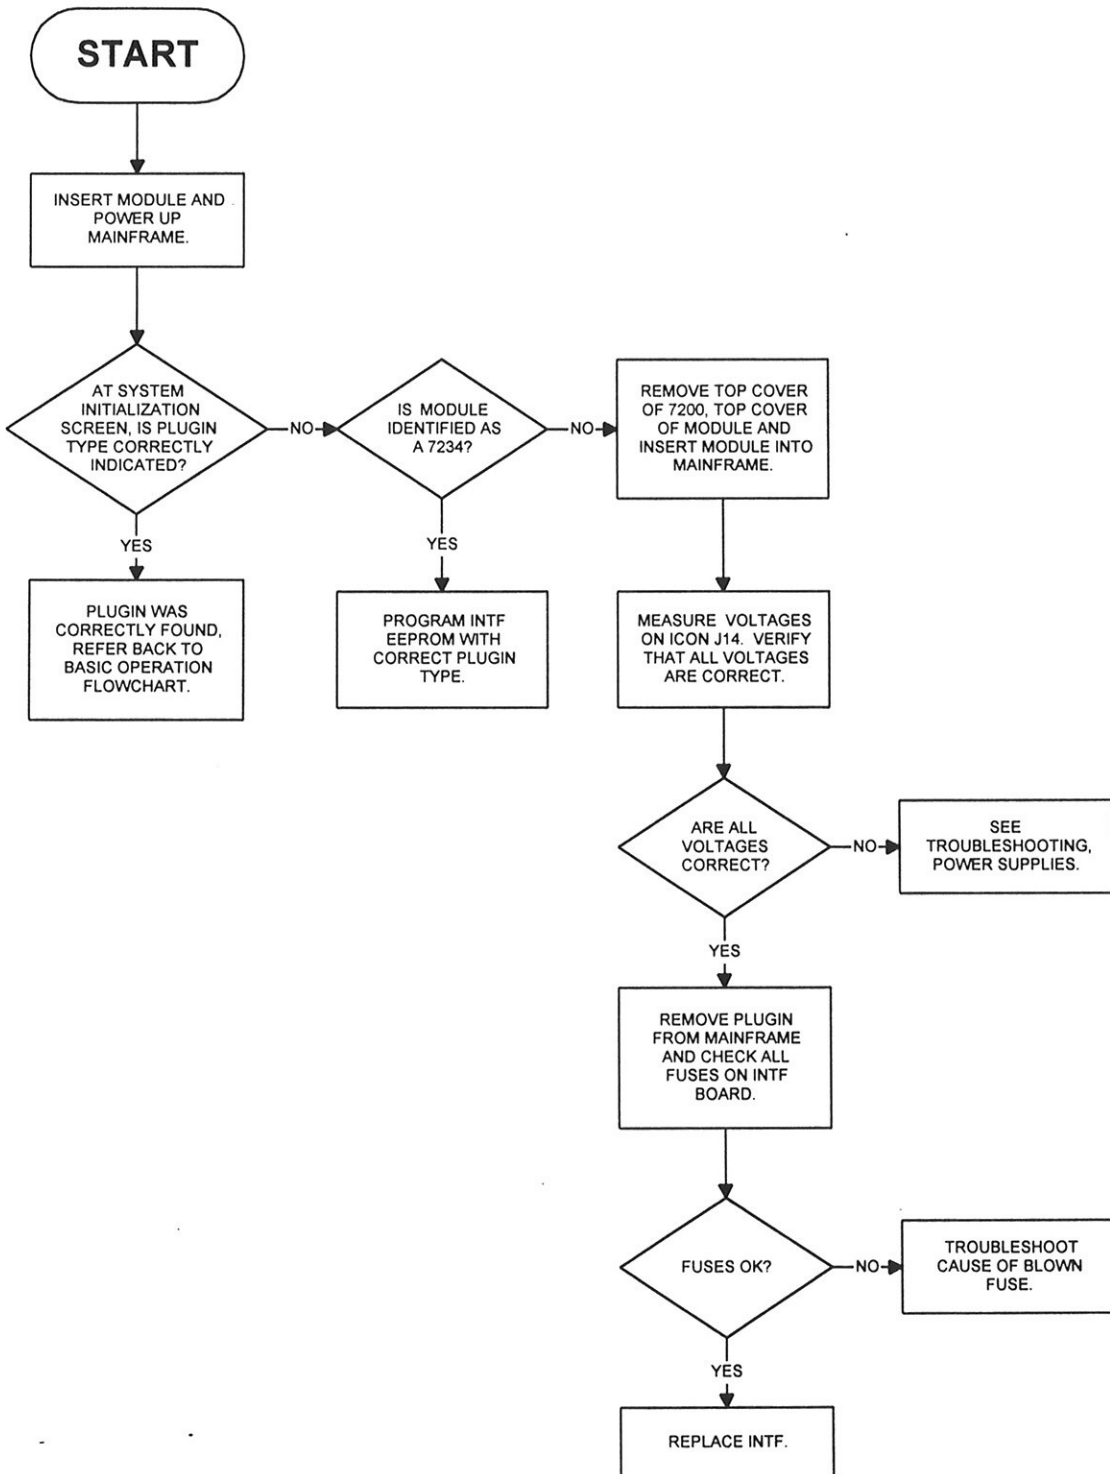 START
INSERT MODULE AND
POWER UP
MAINFRAME.
AT SYSTEM
INITIALIZATION
SCREEN, IS PLUGIN
TYPE CORRECTLY
INDICATED?
NO
IS MODULE
IDENTIFIED AS
A 7234?
NO
REMOVE TOP COVER
OF 7200, TOP COVER
OF MODULE AND
INSERT MODULE INTO
MAINFRAME.
YES
PLUGIN WAS
CORRECTLY FOUND,
REFER BACK TO
BASIC OPERATION
FLOWCHART.
YES
PROGRAM INTF
EEPROM WITH
CORRECT PLUGIN
TYPE.
MEASURE VOLTAGES
ON ICON J14. VERIFY
THAT ALL VOLTAGES
ARE CORRECT.
ARE ALL
VOLTAGES
CORRECT?
NO
SEE
TROUBLESHOOTING,
POWER SUPPLIES.
YES
REMOVE PLUGIN
FROM MAINFRAME
AND CHECK ALL
FUSES ON INTF
BOARD.
FUSES OK?
NO
TROUBLESHOOT
CAUSE OF BLOWN
FUSE.
YES
REPLACE INTF.